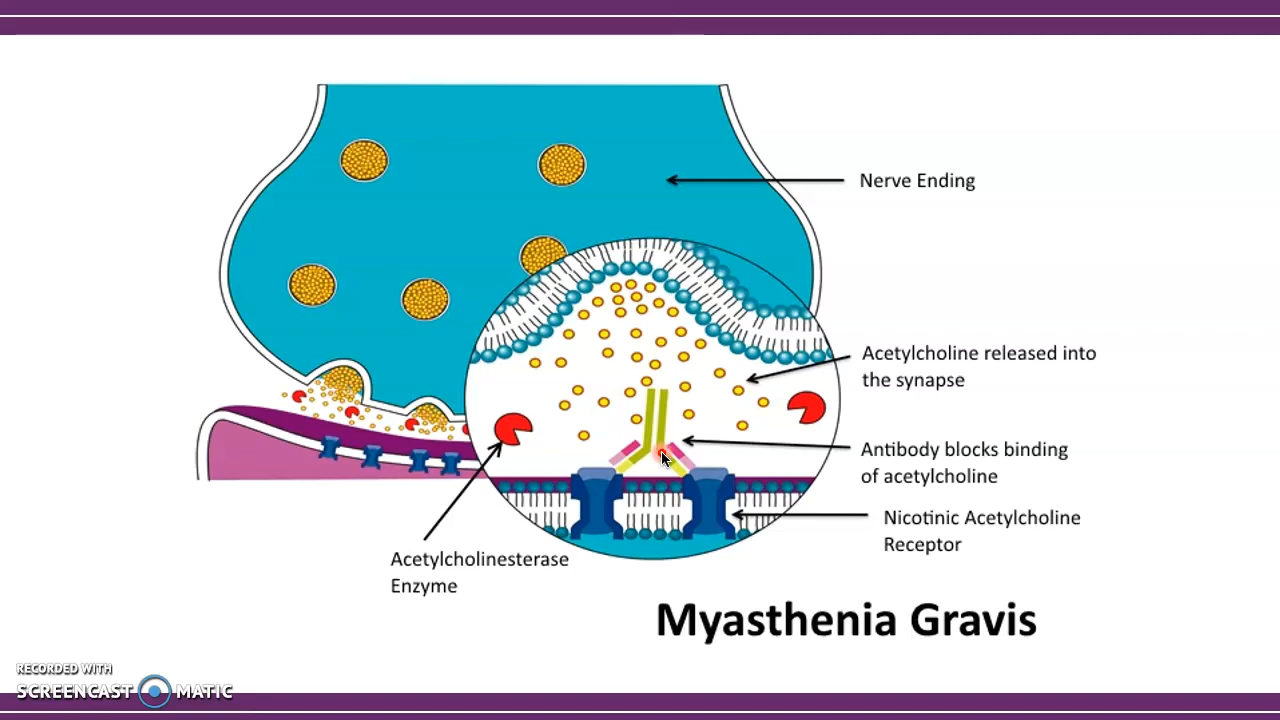 Nerve Ending
Acetylcholine released into
the synapse
Antibody blocks binding
of acetylcholine
Nicotinic Acetylcholine
Receptor
Acetylcholinesterase
Enzyme
Myasthenia Gravis
RECORDED WITH
SCREENCAST MATIC